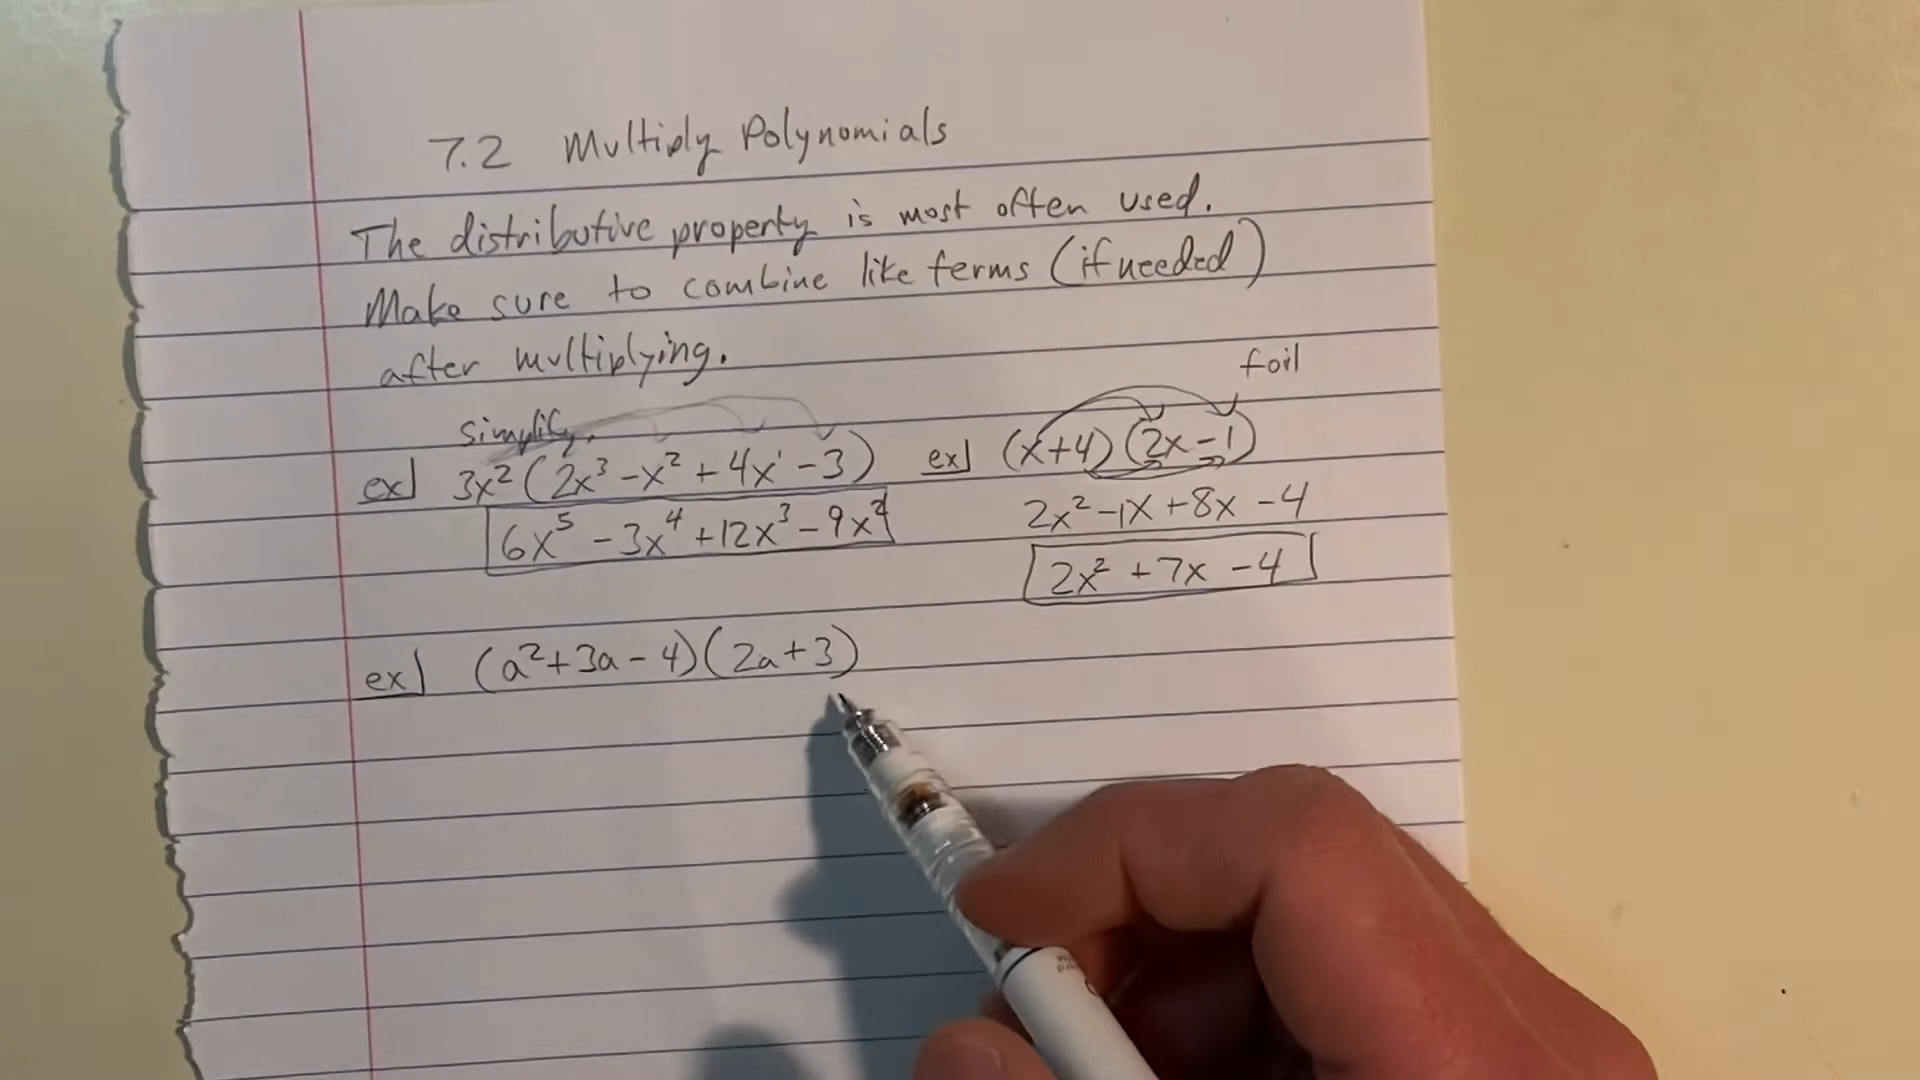 7.2 Multiply Polynomials
The distributive property is most often used.
Make sure to combine like terms (if needed)
after multiplying.
foil
simplify.
ex] 3x²(2x³ - x² + 4x¹ - 3)
6x⁵ - 3x⁴ + 12x³ - 9x²
ex] (x+4)(2x-1)
2x² - 1x + 8x - 4
2x² + 7x - 4
ex] (a² + 3a - 4)(2a + 3)